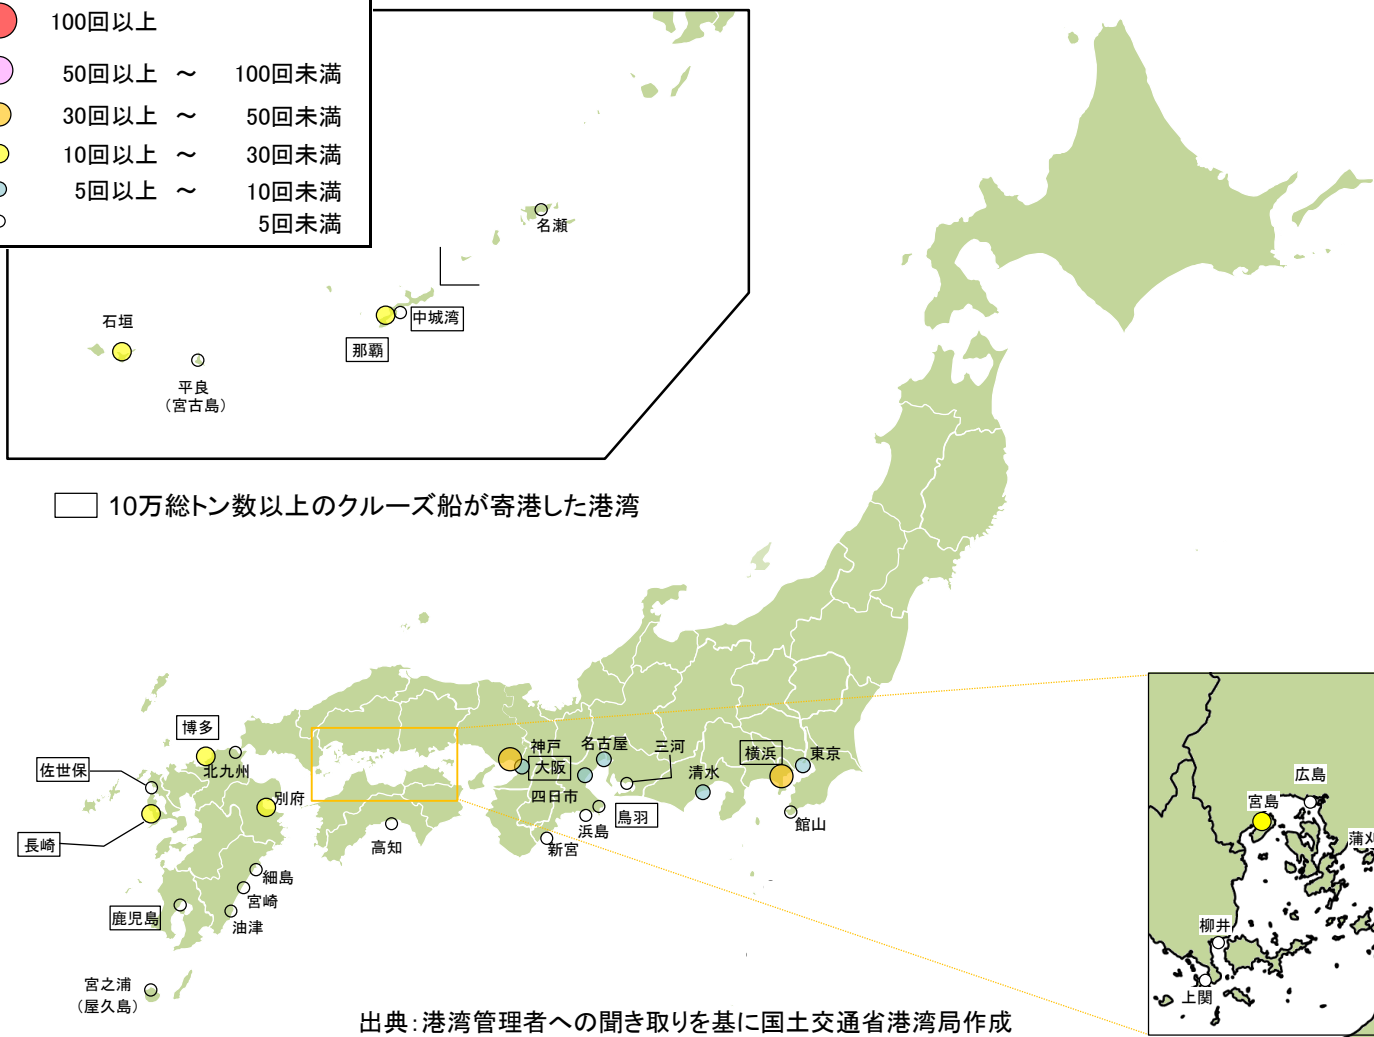 100回以上
50回以上 ～ 100回未満
30回以上 ～ 50回未満
10回以上 ～ 30回未満
5回以上 ～ 10回未満
5回未満
名瀬
中城湾
那覇
石垣
平良
（宮古島）
10万総トン数以上のクルーズ船が寄港した港湾
博多
北九州
佐世保
長崎
別府
細島
宮崎
油津
鹿児島
宮之浦
（屋久島）
高知
神戸
大阪
名古屋
四日市
三河
鳥羽
浜島
新宮
清水
横浜
東京
館山
広島
宮島
蒲刈
柳井
上関
出典：港湾管理者への聞き取りを基に国土交通省港湾局作成